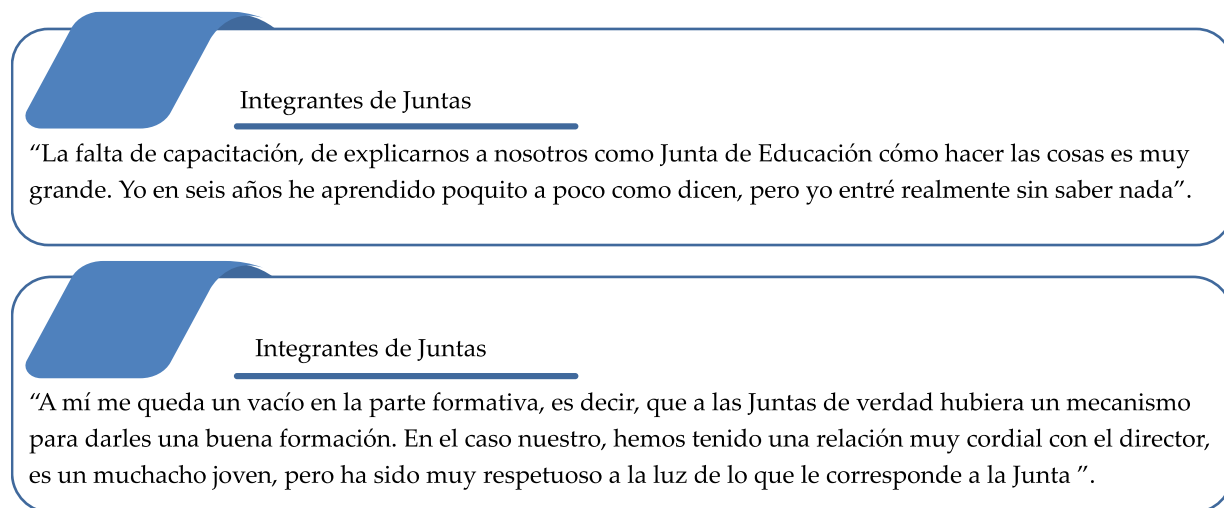 Integrantes de Juntas
“La falta de capacitación, de explicarnos a nosotros como Junta de Educación cómo hacer las cosas es muy
grande. Yo en seis años he aprendido poquito a poco como dicen, pero yo entré realmente sin saber nada”.
Integrantes de Juntas
“A mí me queda un vacío en la parte formativa, es decir, que a las Juntas de verdad hubiera un mecanismo
para darles una buena formación. En el caso nuestro, hemos tenido una relación muy cordial con el director,
es un muchacho joven, pero ha sido muy respetuoso a la luz de lo que le corresponde a la Junta ”.